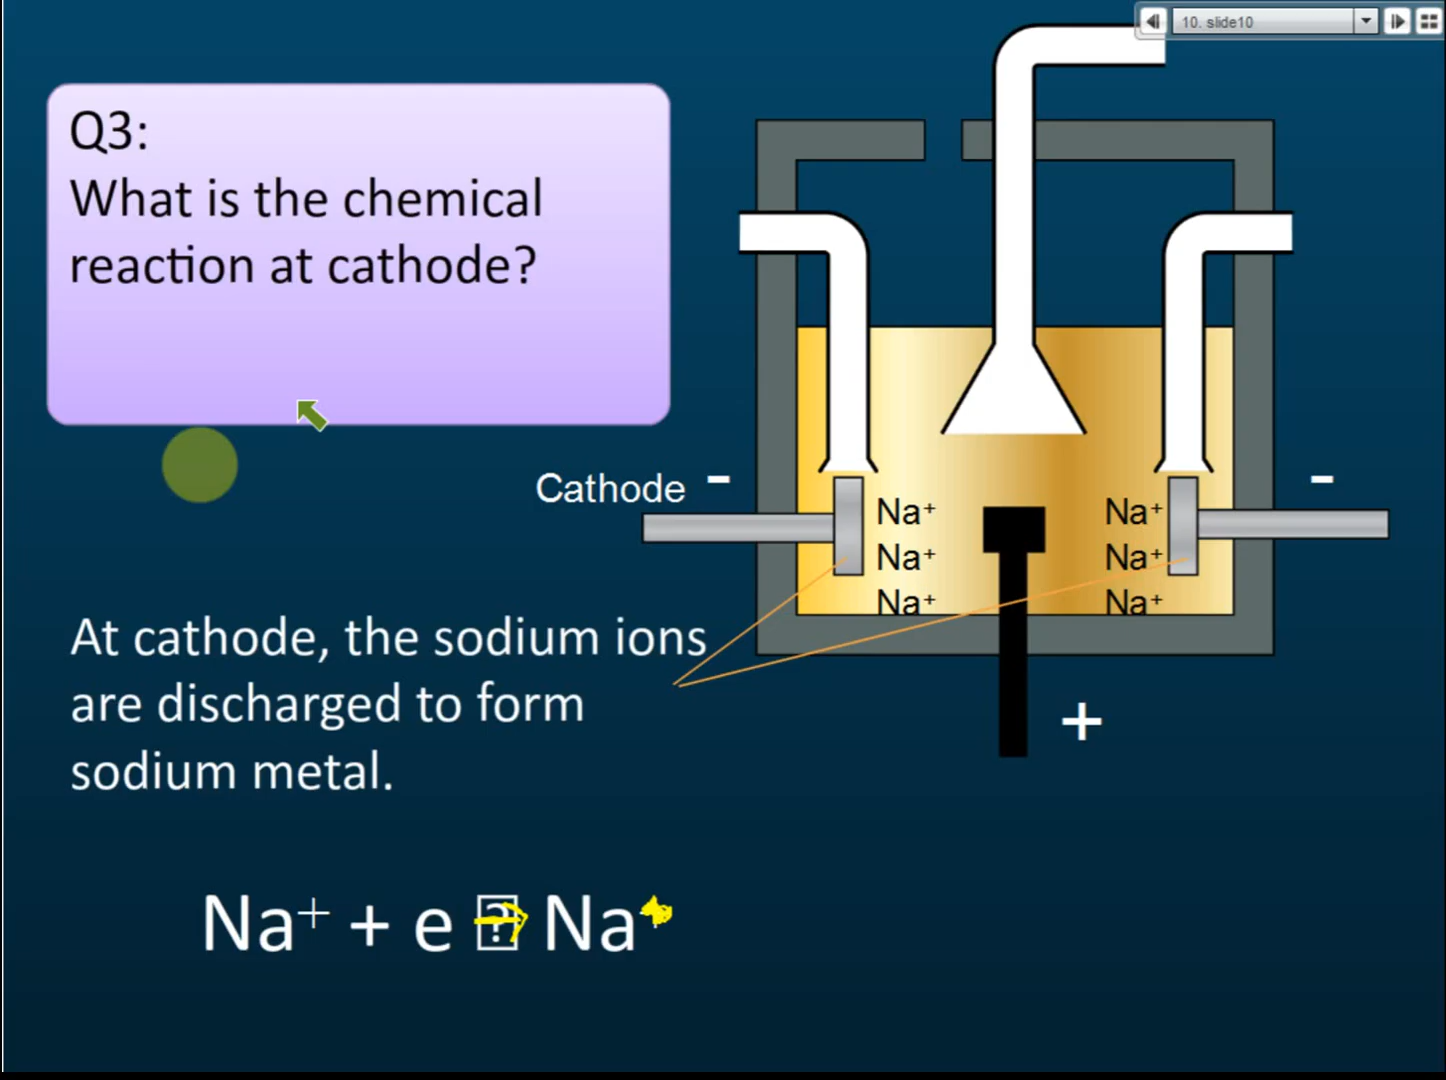 10. slide10
Q3:
What is the chemical
reaction at cathode?
Cathode -
-
Na⁺ Na⁺
Na⁺ Na⁺
Na⁺ Na⁺
+
At cathode, the sodium ions
are discharged to form
sodium metal.
Na⁺ + e → Na